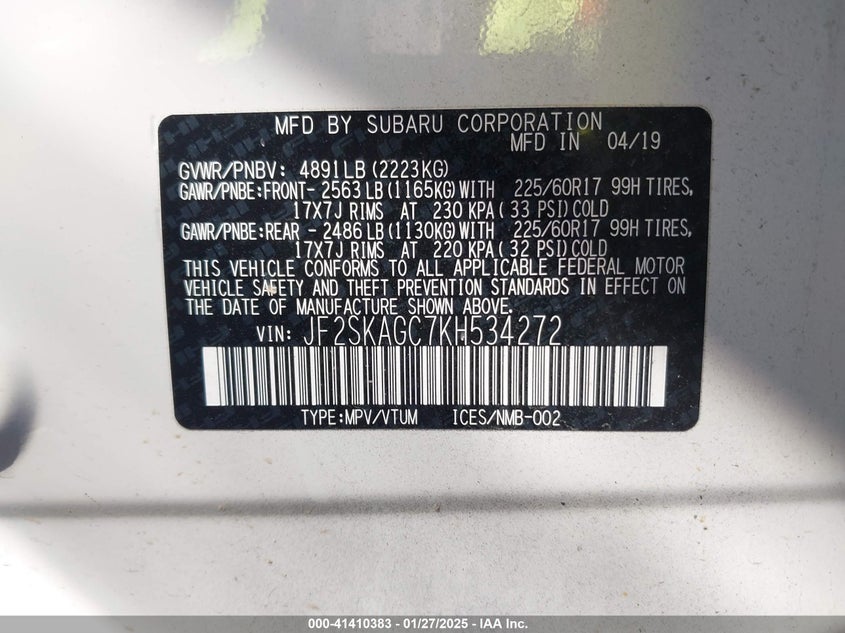 MFD BY SUBARU CORPORATION
MFD IN 04/19
GVWR/PNBV: 4891LB (2223KG)
GAWR/PNBE:FRONT- 2563 LB (1165KG) WITH 225/60R17 99H TIRES,
17X7J RIMS AT 230 KPA ( 33 PSI) COLD
GAWR/PNBE:REAR - 2486 LB (1130KG) WITH 225/60R17 99H TIRES,
17X7J RIMS AT 220 KPA ( 32 PSI) COLD
THIS VEHICLE CONFORMS TO ALL APPLICABLE FEDERAL MOTOR
VEHICLE SAFETY AND THEFT PREVENTION STANDARDS IN EFFECT ON
THE DATE OF MANUFACTURE SHOWN ABOVE.
VIN: JF2SKAGC7KH534272
TYPE:MPV/VTUM ICES/NMB-002
000-41410383 - 01/27/2025 - IAA Inc.